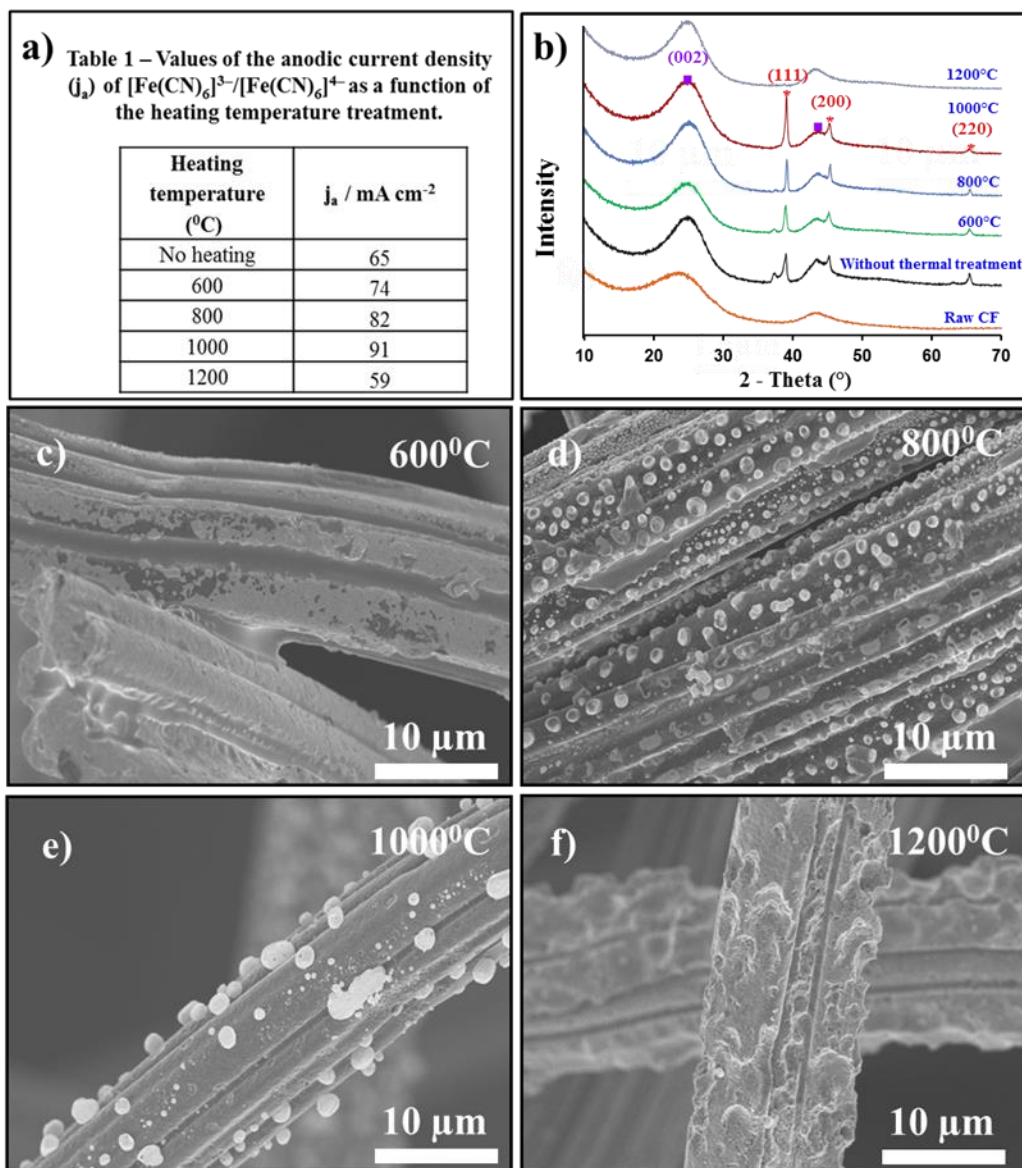 a)
Table 1 – Values of the anodic current density
(jₐ) of [Fe(CN)₆]³⁻/[Fe(CN)₆]⁴⁻ as a function of
the heating temperature treatment.
Heating
temperature
(⁰C)
jₐ / mA cm⁻²
No heating 65
600 74
800 82
1000 91
1200 59
b)
Intensity
(002)
(111)
(200)
(220)
1200°C
1000°C
800°C
600°C
Without thermal treatment
Raw CF
10 20 30 40 50 60 70
2 - Theta (°)
c)
600⁰C
10 µm
d)
800⁰C
10 µm
e)
1000⁰C
10 µm
f)
1200⁰C
10 µm